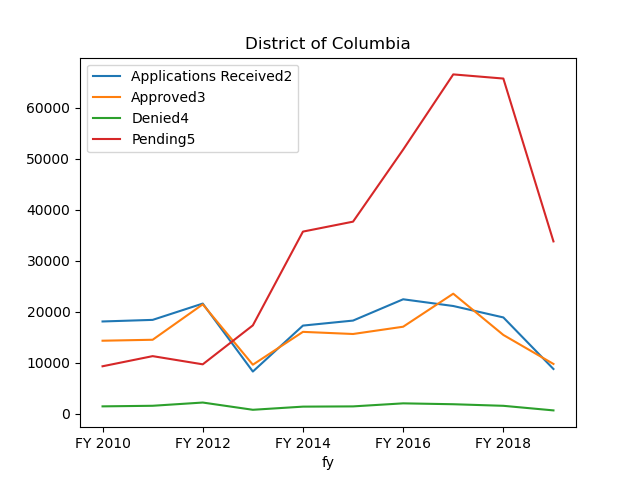 District of Columbia
Applications Received2
Approved3
Denied4
Pending5
60000
50000
40000
30000
20000
10000
0
FY 2010 FY 2012 FY 2014 FY 2016 FY 2018
fy